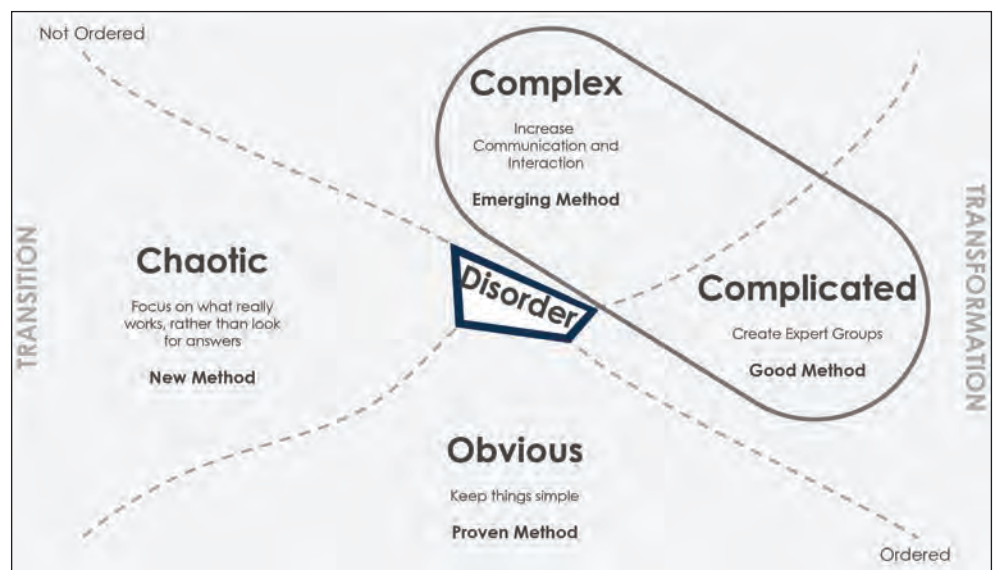 Not Ordered
Complex
Increase
Communication and
Interaction
Emerging Method
TRANSITION
Chaotic
Focus on what really
works, rather than look
for answers
New Method
Disorder
Complicated
Create Expert Groups
Good Method
TRANSFORMATION
Obvious
Keep things simple
Proven Method
Ordered